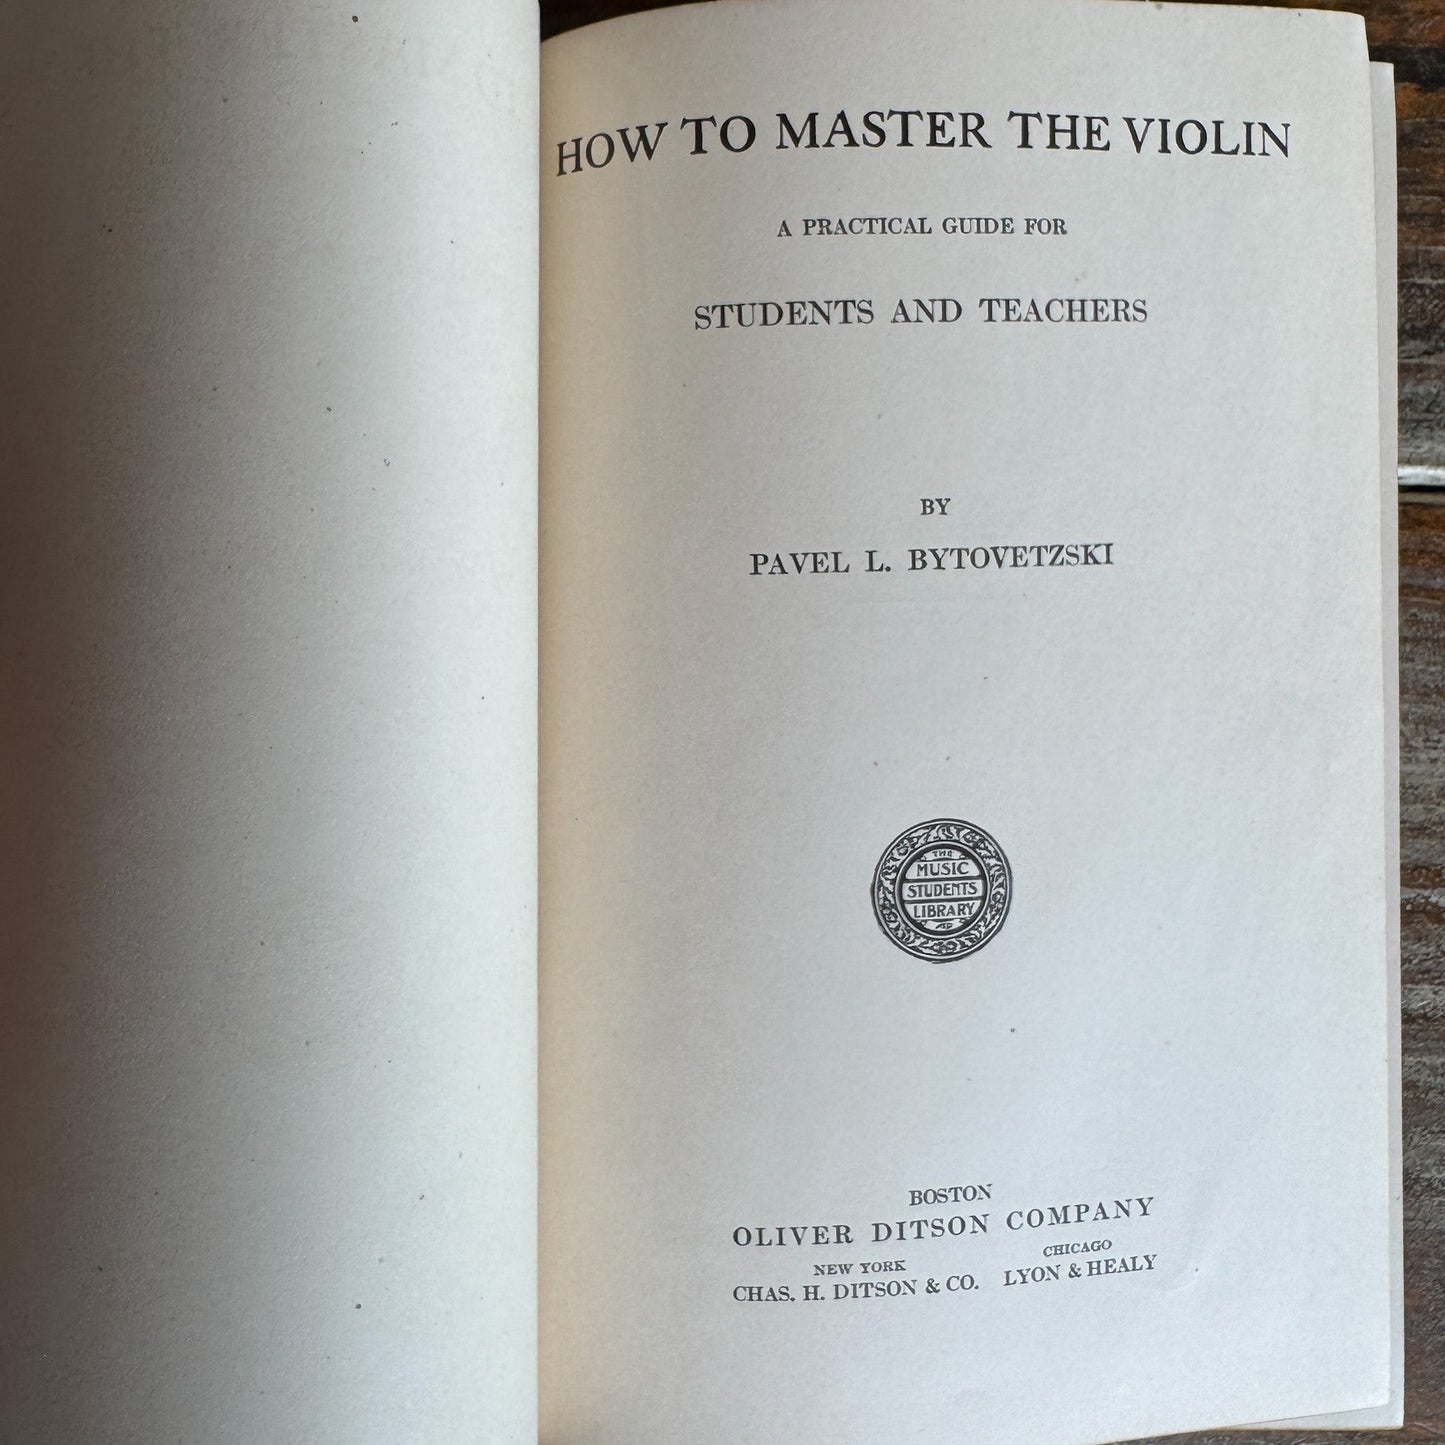 HOW TO MASTER THE VIOLIN
A PRACTICAL GUIDE FOR
STUDENTS AND TEACHERS
BY
PAVEL L. BYTOVETZSKI
THE
MUSIC
STUDENTS
LIBRARY
BOSTON
OLIVER DITSON COMPANY
NEW YORK CHICAGO
CHAS. H. DITSON & CO. LYON & HEALY